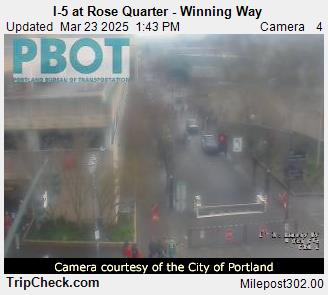 I-5 at Rose Quarter - Winning Way
Updated Mar 23 2025 1:43 PM Camera 4
PBOT
PORTLAND BUREAU OF TRANSPORTATION
Camera courtesy of the City of Portland
TripCheck.com Milepost302.00